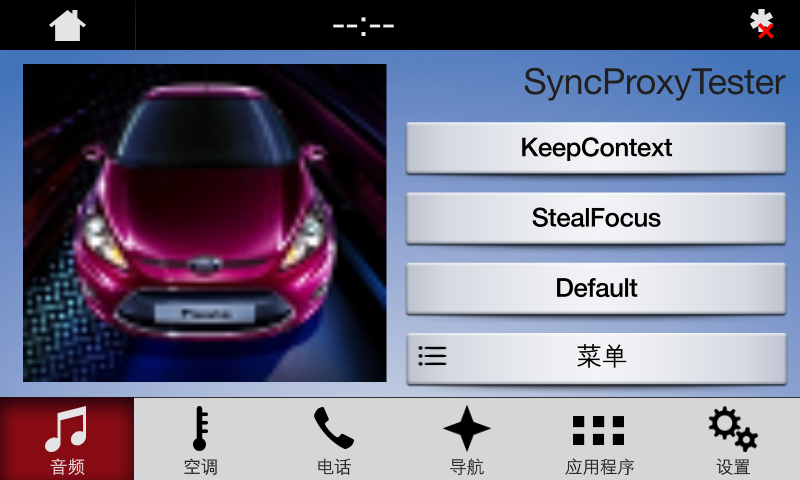 --:--
SyncProxyTester
KeepContext
StealFocus
Default
菜单
音频
空调
电话
导航
应用程序
设置